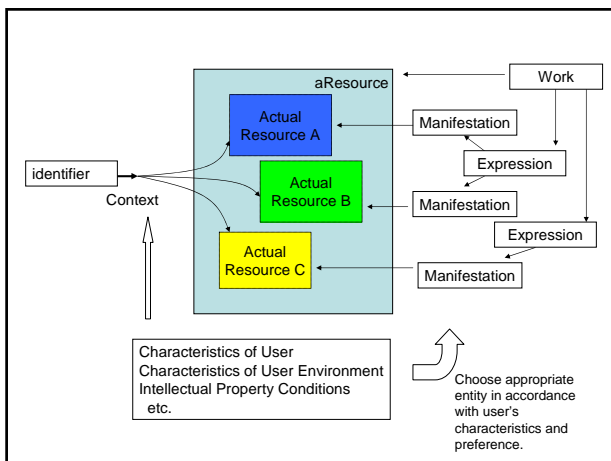 aResource
Work
Actual
Resource A
Manifestation
Expression
identifier
Context
Actual
Resource B
Manifestation
Expression
Actual
Resource C
Manifestation
Characteristics of User
Characteristics of User Environment
Intellectual Property Conditions
etc.
Choose appropriate
entity in accordance
with user's
characteristics and
preference.